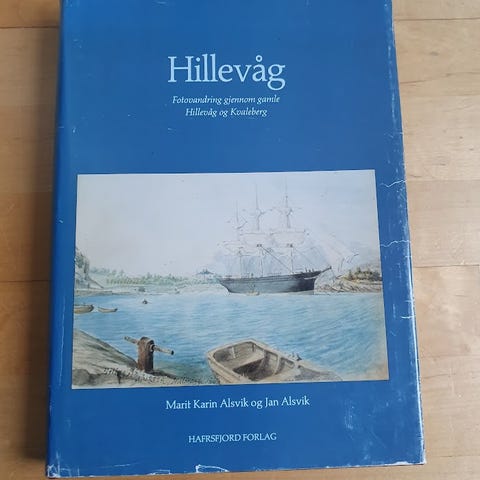 Hillevåg
Fotovandring gjennom gamle
Hillevåg og Kvaleberg
Marit Karin Alsvik og Jan Alsvik
HAFRSFJORD FORLAG